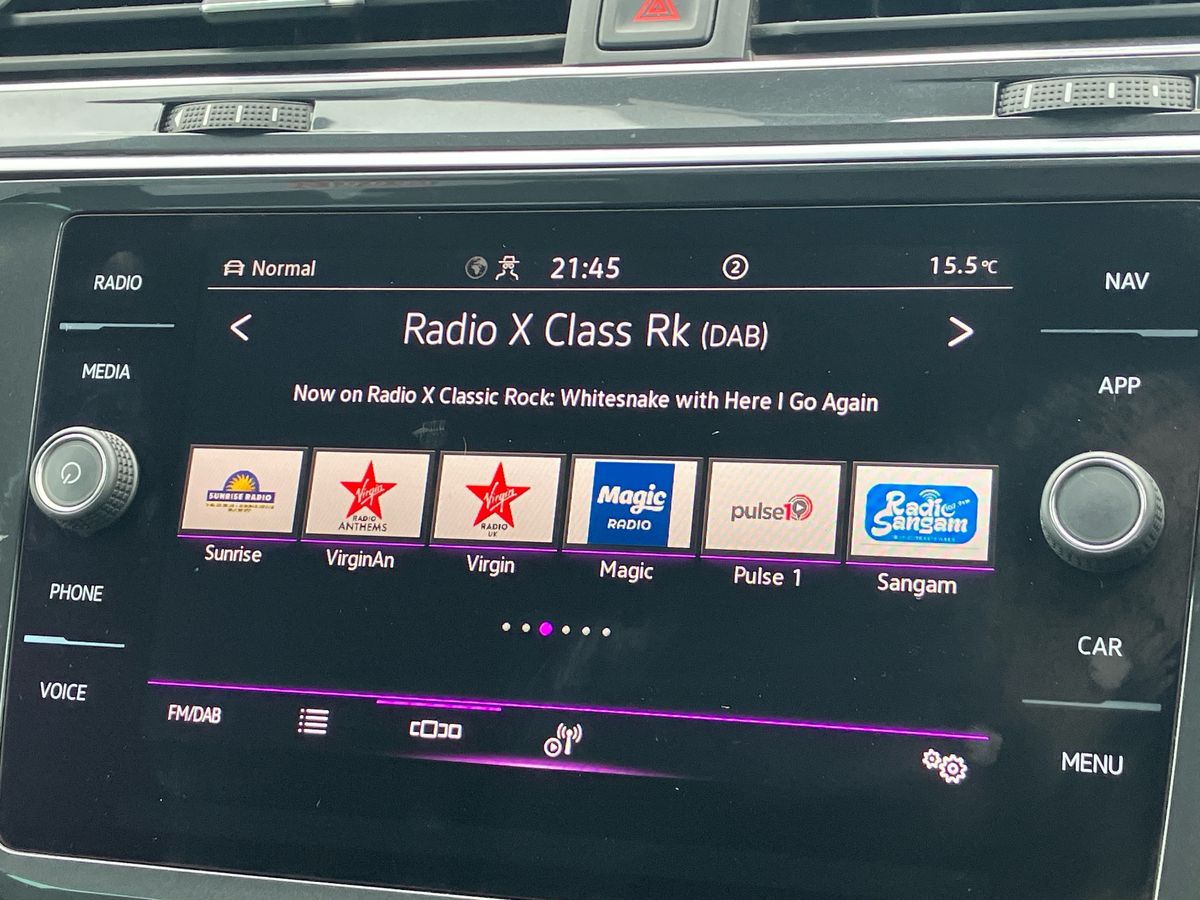 RADIO
MEDIA
PHONE
VOICE
Normal
21:45
2
15.5°C
Radio X Class Rk (DAB)
Now on Radio X Classic Rock: Whitesnake with Here I Go Again
SUNRISE RADIO
Virgin
RADIO
ANTHEMS
Virgin
RADIO
UK
Magic
RADIO
pulse1
Radio
Sangam
Sunrise
VirginAn
Virgin
Magic
Pulse 1
Sangam
FM/DAB
NAV
APP
CAR
MENU